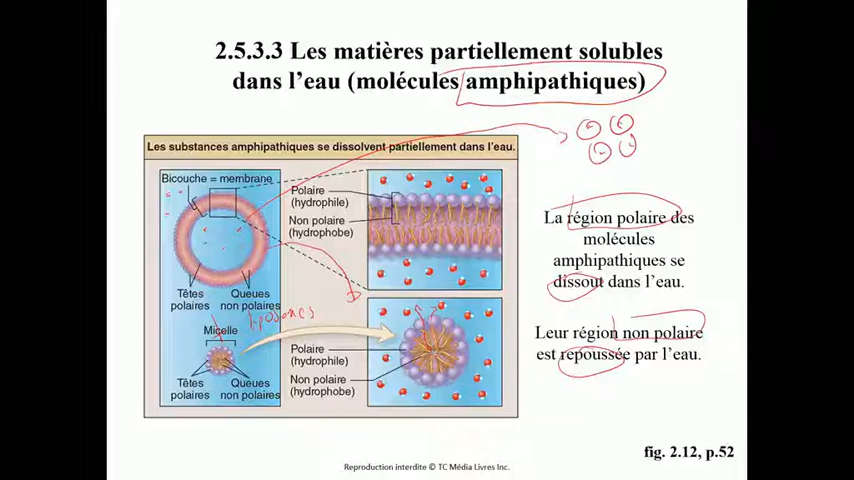 2.5.3.3 Les matières partiellement solubles
dans l'eau (molécules amphipathiques)
Les substances amphipathiques se dissolvent partiellement dans l'eau.
Bicouche = membrane
Polaire
(hydrophile)
Non polaire
(hydrophobe)
Têtes
polaires
Queues
non polaires
liposomes
Micelle
Têtes
polaires
Queues
non polaires
Polaire
(hydrophile)
Non polaire
(hydrophobe)
La région polaire des
molécules
amphipathiques se
dissout dans l'eau.
Leur région non polaire
est repoussée par l'eau.
fig. 2.12, p.52
Reproduction interdite © TC Média Livres Inc.